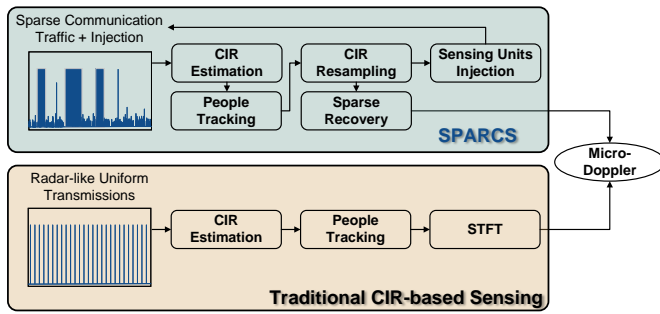 Sparse Communication
Traffic + Injection
CIR
Estimation
People
Tracking
CIR
Resampling
Sparse
Recovery
Sensing Units
Injection
SPARCS
Micro-
Doppler
Radar-like Uniform
Transmissions
CIR
Estimation
People
Tracking
STFT
Traditional CIR-based Sensing